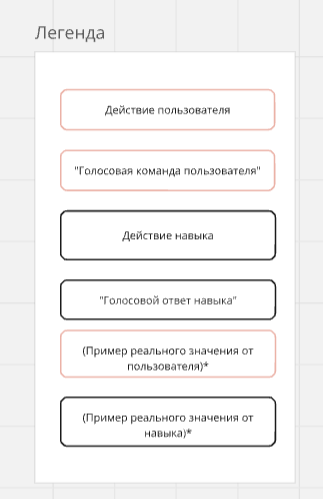 Легенда
Действие пользователя
"Голосовая команда пользователя"
Действие навыка
"Голосовой ответ навыка"
(Пример реального значения от
пользователя)*
(Пример реального значения от
навыка)*